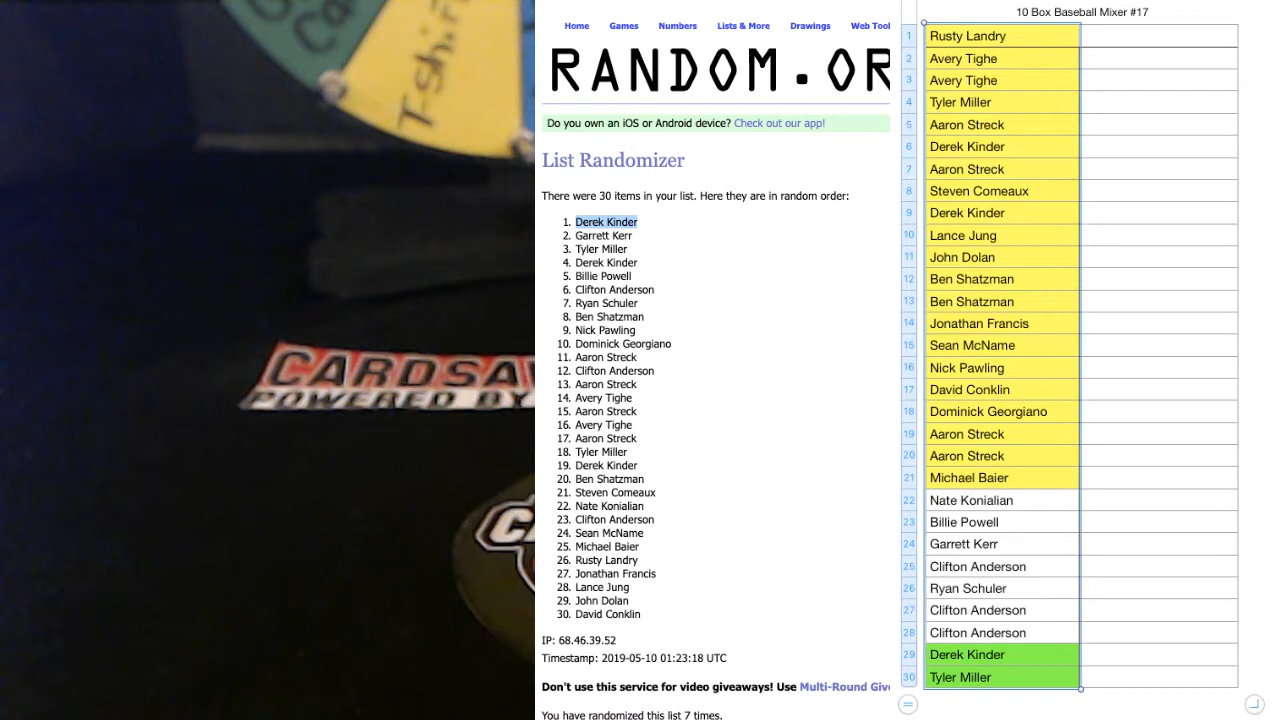 T-shir
CARDSA
POWERED BY
Home Games Numbers Lists & More Drawings Web Tool
RANDOM.OR
Do you own an iOS or Android device? Check out our app!
List Randomizer
There were 30 items in your list. Here they are in random order:
1. Derek Kinder
2. Garrett Kerr
3. Tyler Miller
4. Derek Kinder
5. Billie Powell
6. Clifton Anderson
7. Ryan Schuler
8. Ben Shatzman
9. Nick Pawling
10. Dominick Georgiano
11. Aaron Streck
12. Clifton Anderson
13. Aaron Streck
14. Avery Tighe
15. Aaron Streck
16. Avery Tighe
17. Aaron Streck
18. Tyler Miller
19. Derek Kinder
20. Ben Shatzman
21. Steven Comeaux
22. Nate Konialian
23. Clifton Anderson
24. Sean McName
25. Michael Baier
26. Rusty Landry
27. Jonathan Francis
28. Lance Jung
29. John Dolan
30. David Conklin
IP: 68.46.39.52
Timestamp: 2019-05-10 01:23:18 UTC
Don't use this service for video giveaways! Use Multi-Round Give
You have randomized this list 7 times.
10 Box Baseball Mixer #17
1 Rusty Landry
2 Avery Tighe
3 Avery Tighe
4 Tyler Miller
5 Aaron Streck
6 Derek Kinder
7 Aaron Streck
8 Steven Comeaux
9 Derek Kinder
10 Lance Jung
11 John Dolan
12 Ben Shatzman
13 Ben Shatzman
14 Jonathan Francis
15 Sean McName
16 Nick Pawling
17 David Conklin
18 Dominick Georgiano
19 Aaron Streck
20 Aaron Streck
21 Michael Baier
22 Nate Konialian
23 Billie Powell
24 Garrett Kerr
25 Clifton Anderson
26 Ryan Schuler
27 Clifton Anderson
28 Clifton Anderson
29 Derek Kinder
30 Tyler Miller